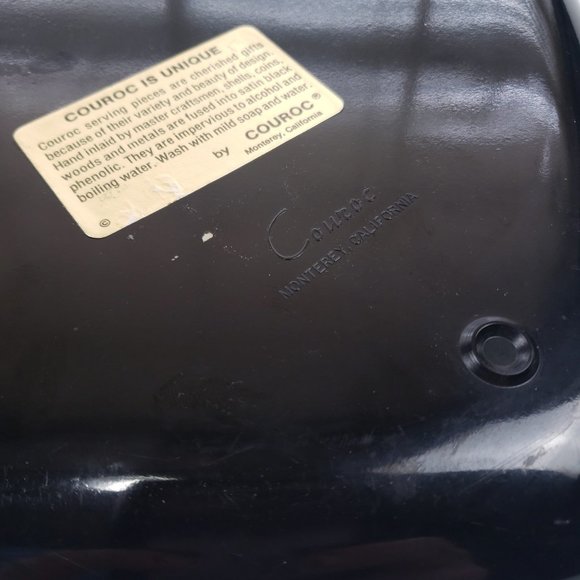 COUROC IS UNIQUE
Couroc serving pieces are cherished gifts
because of their variety and beauty of design.
Hand inlaid by master craftsmen, shells, coins,
woods and metals are fused into satin black
phenolic. They are impervious to alcohol and
boiling water. Wash with mild soap and water.
by COUROC®
Monterey, California
©
Couroc
MONTEREY, CALIFORNIA